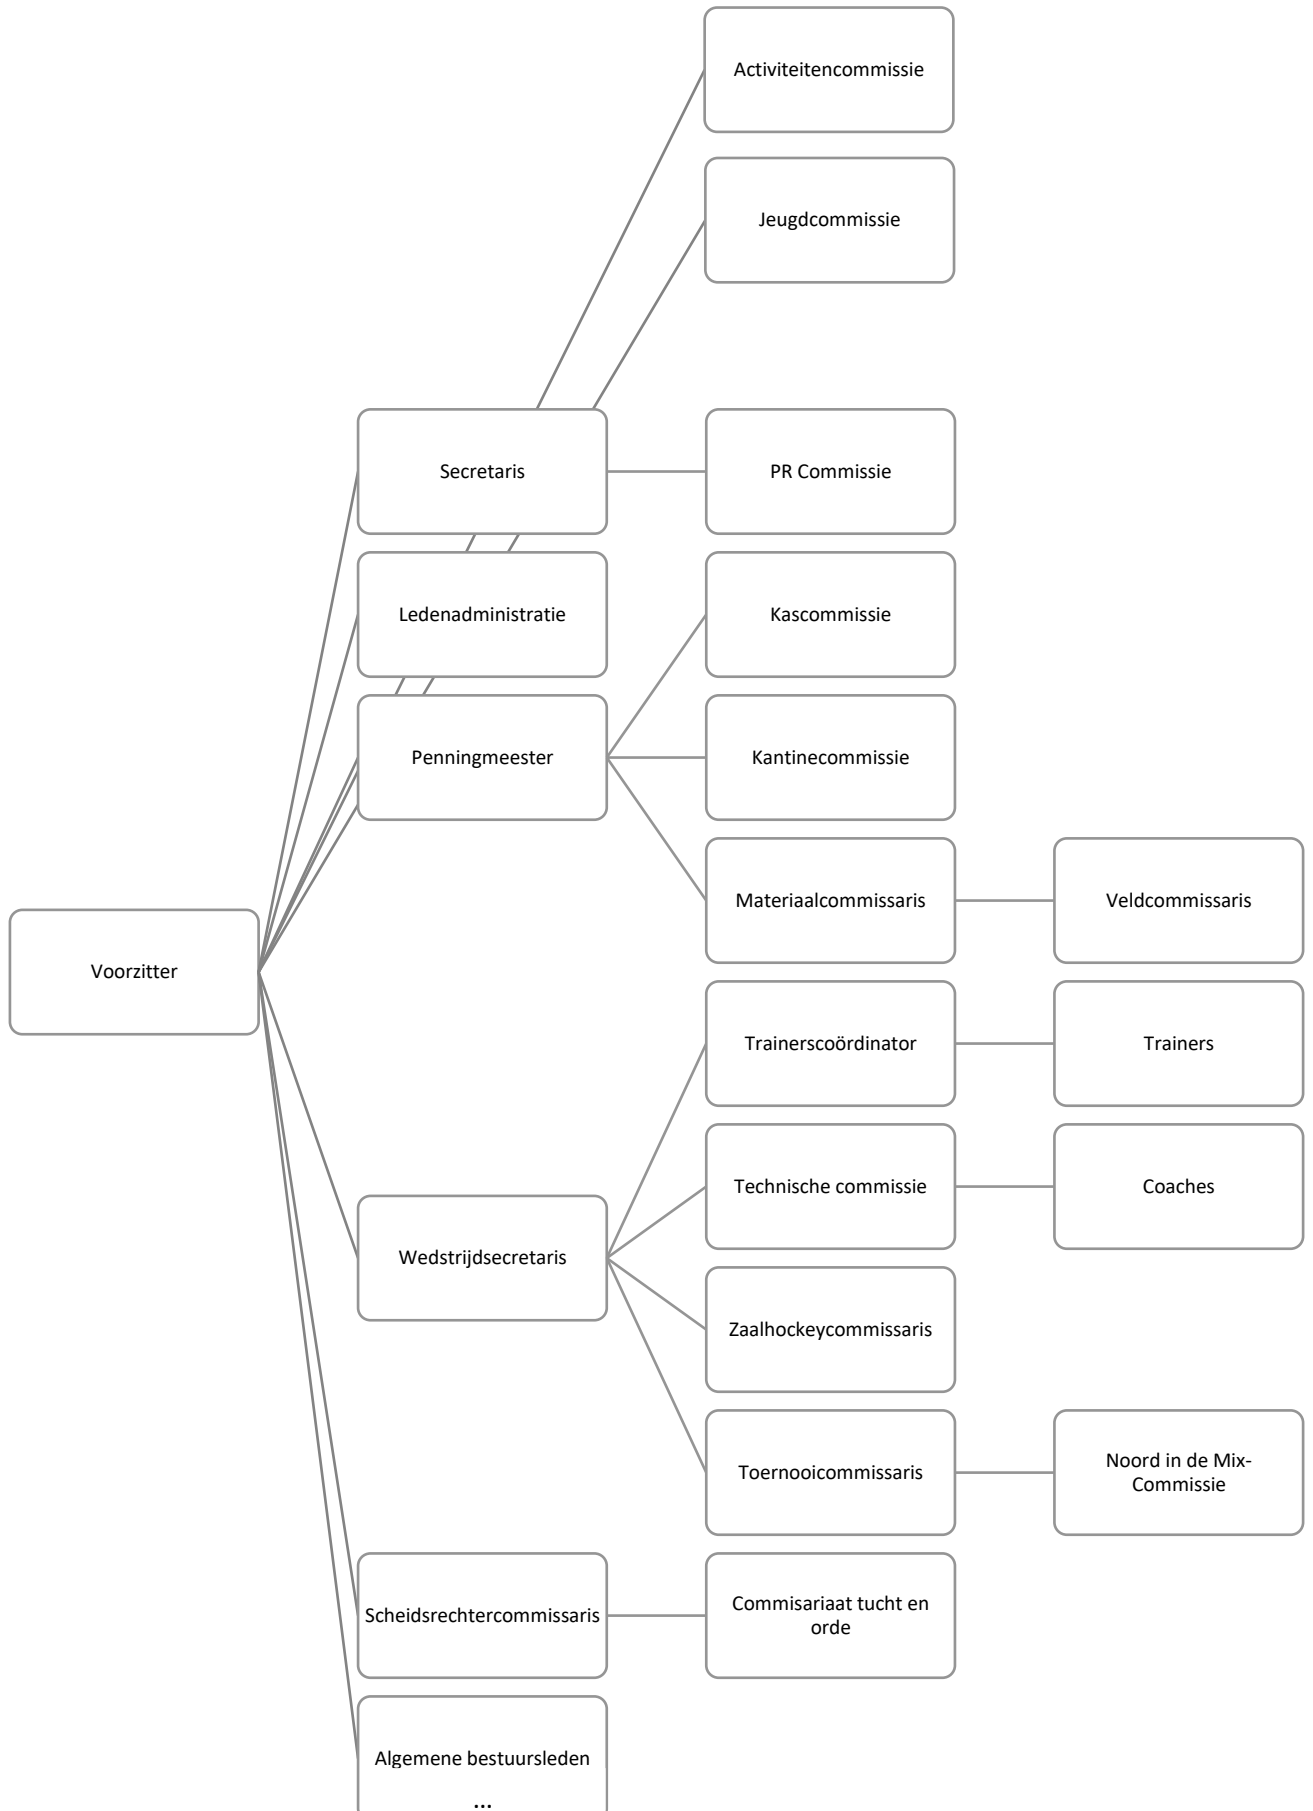 Activiteitencommissie
Jeugdcommissie
Secretaris
PR Commissie
Ledenadministratie
Kascommissie
Penningmeester
Kantinecommissie
Materiaalcommissaris
Veldcommissaris
Voorzitter
Trainerscoördinator
Trainers
Technische commissie
Coaches
Wedstrijdsecretaris
Zaalhockeycommissaris
Toernooicommissaris
Noord in de Mix-
Commissie
Scheidsrechtercommissaris
Commisariaat tucht en
orde
Algemene bestuursleden
...